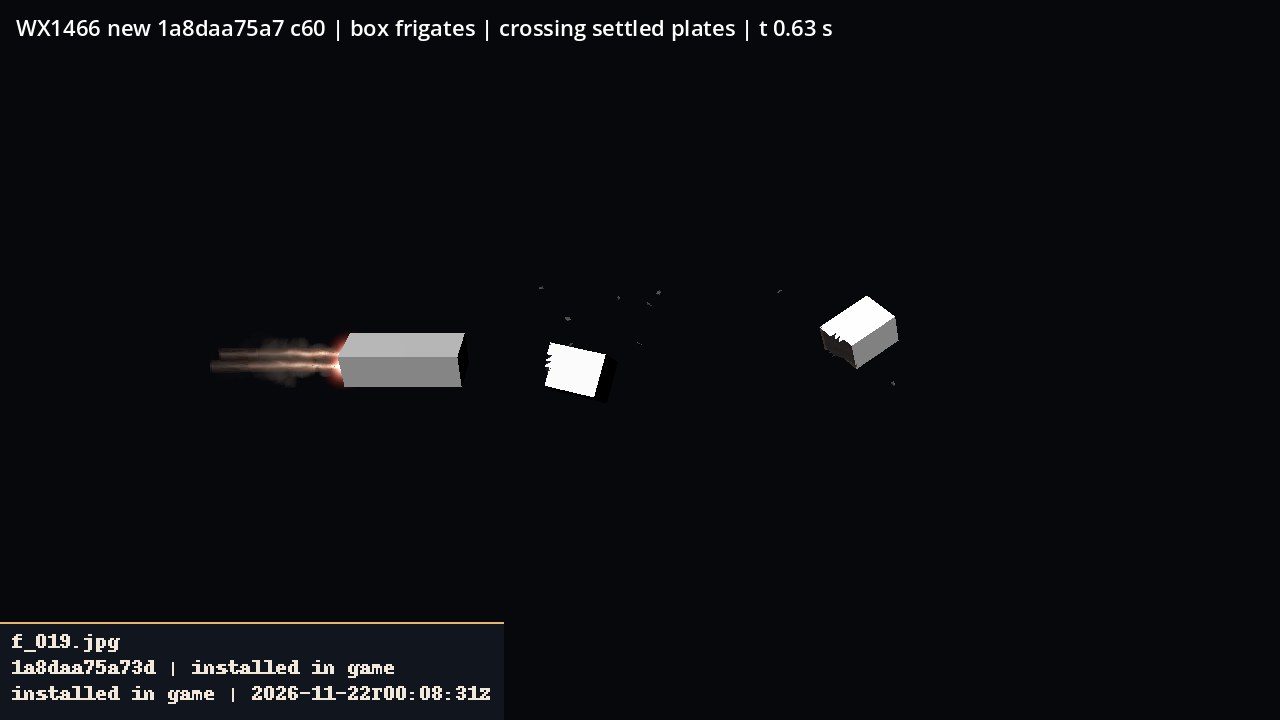 WX1466 new 1a8daa75a7 c60 | box frigates | crossing settled plates | t 0.63 s
f_019.jpg
1a8daa75a73d | installed in game
installed in game | 2026-11-22T00:08:31Z